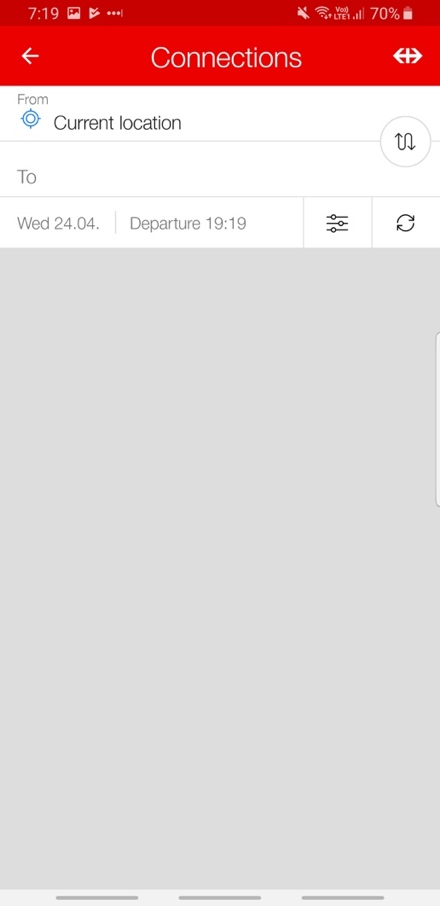 7:19 70%
Connections
From
Current location
To
Wed 24.04. Departure 19:19